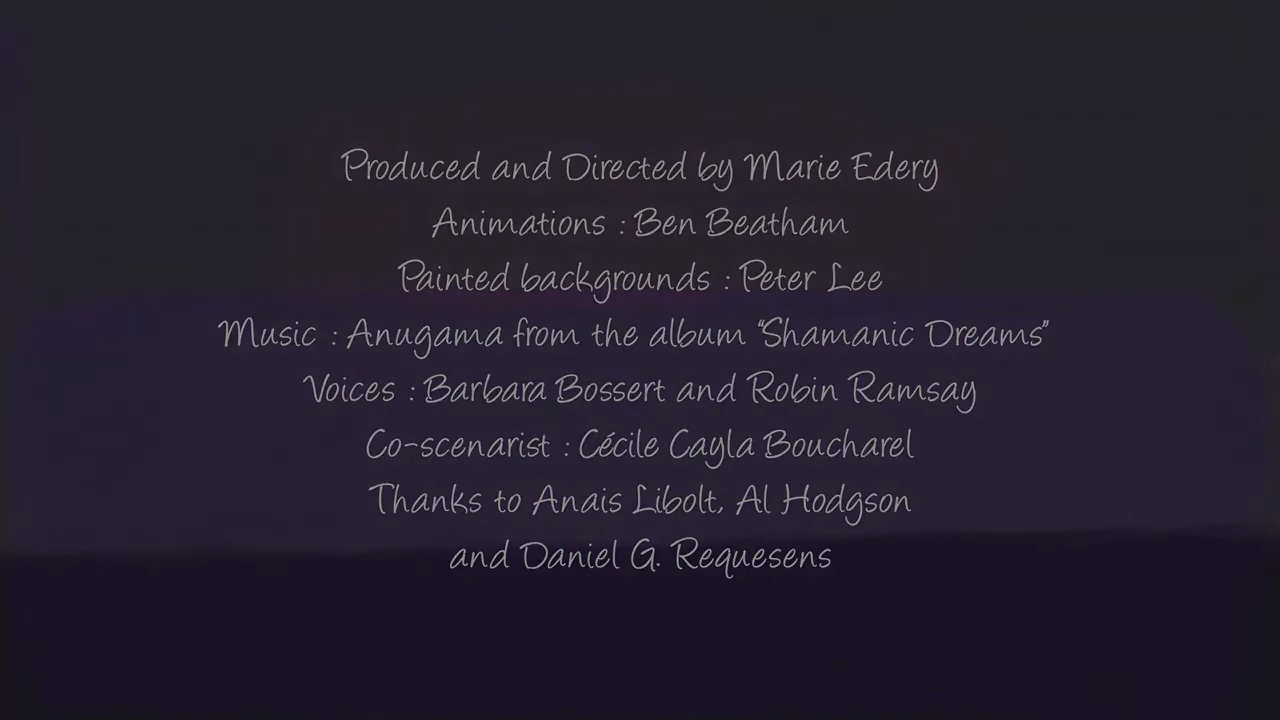 Produced and Directed by Marie Edery
Animations : Ben Beatham
Painted backgrounds : Peter Lee
Music : Anugama from the album “Shamanic Dreams”
Voices : Barbara Bossert and Robin Ramsay
Co-scenarist : Cécile Cayla Boucharel
Thanks to Anais Libolt, Al Hodgson
and Daniel G. Requesens